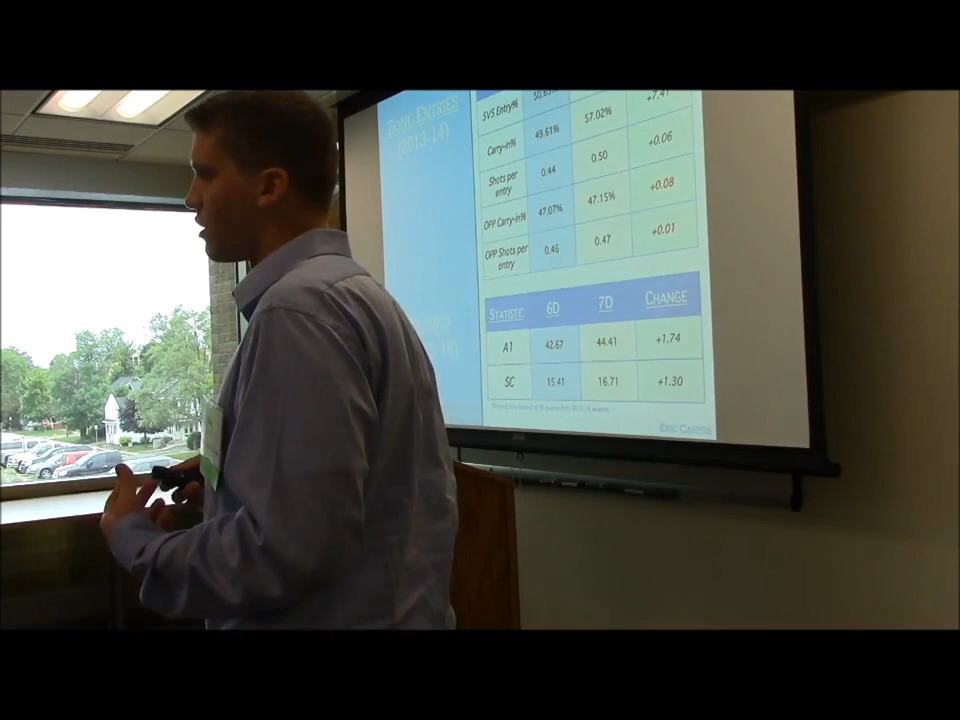 ZONE ENTRIES
(2013-14)
SVS Entry% 50.63%
+7.41
Carry-in% 49.61% 57.02%
+0.06
Shots per entry 0.44 0.50
+0.08
OPP Carry-in% 47.07% 47.15%
+0.01
OPP Shots per entry 0.46 0.47
STATISTIC 6D 7D CHANGE
A1 42.67 44.41 +1.74
SC 15.41 16.71 +1.30